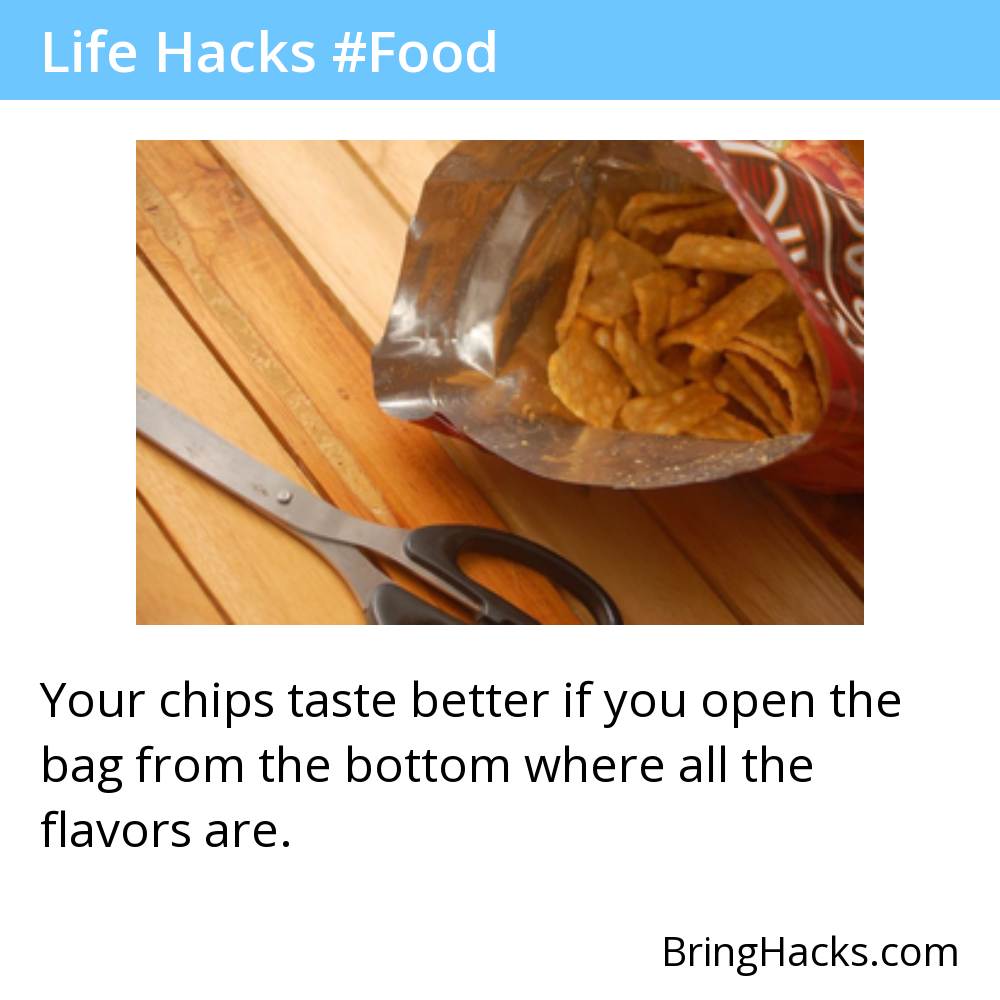 Life Hacks #Food
Your chips taste better if you open the
bag from the bottom where all the
flavors are.
BringHacks.com